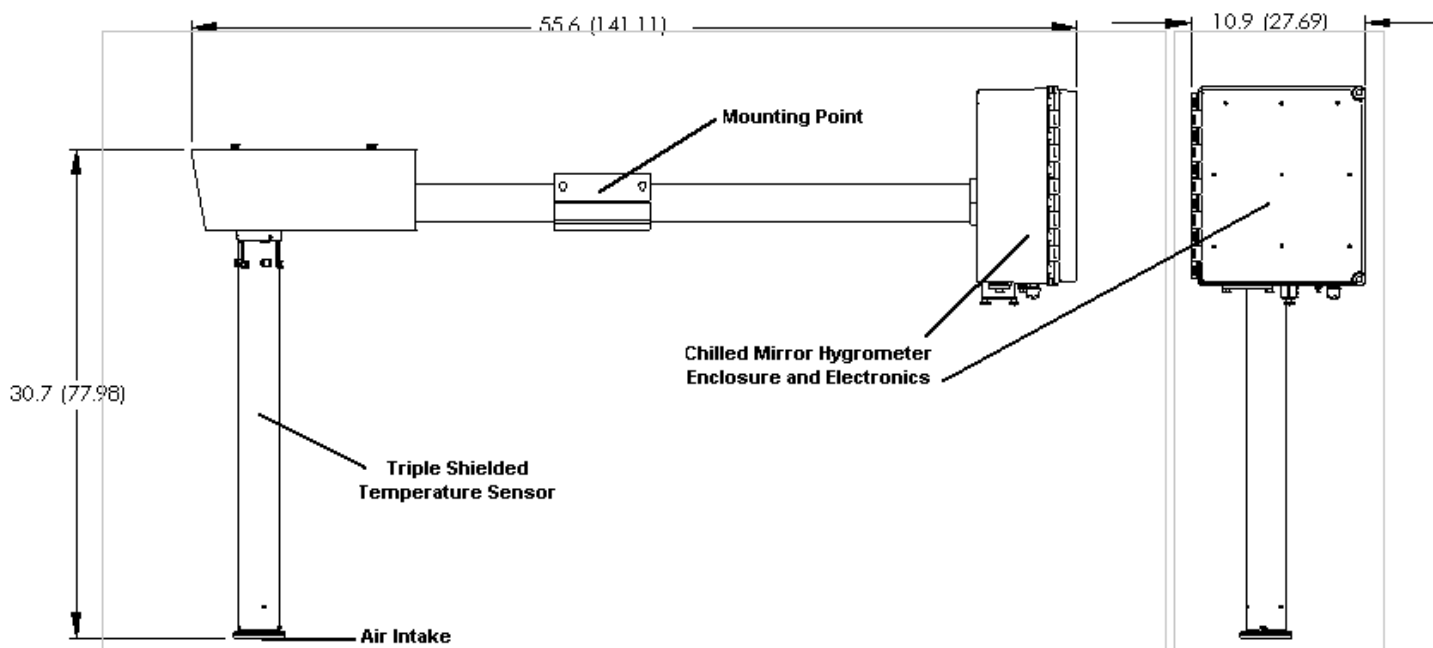 55.6 (141.11)
10.9 (27.69)
Mounting Point
Chilled Mirror Hygrometer
Enclosure and Electronics
30.7 (77.98)
Triple Shielded
Temperature Sensor
Air Intake